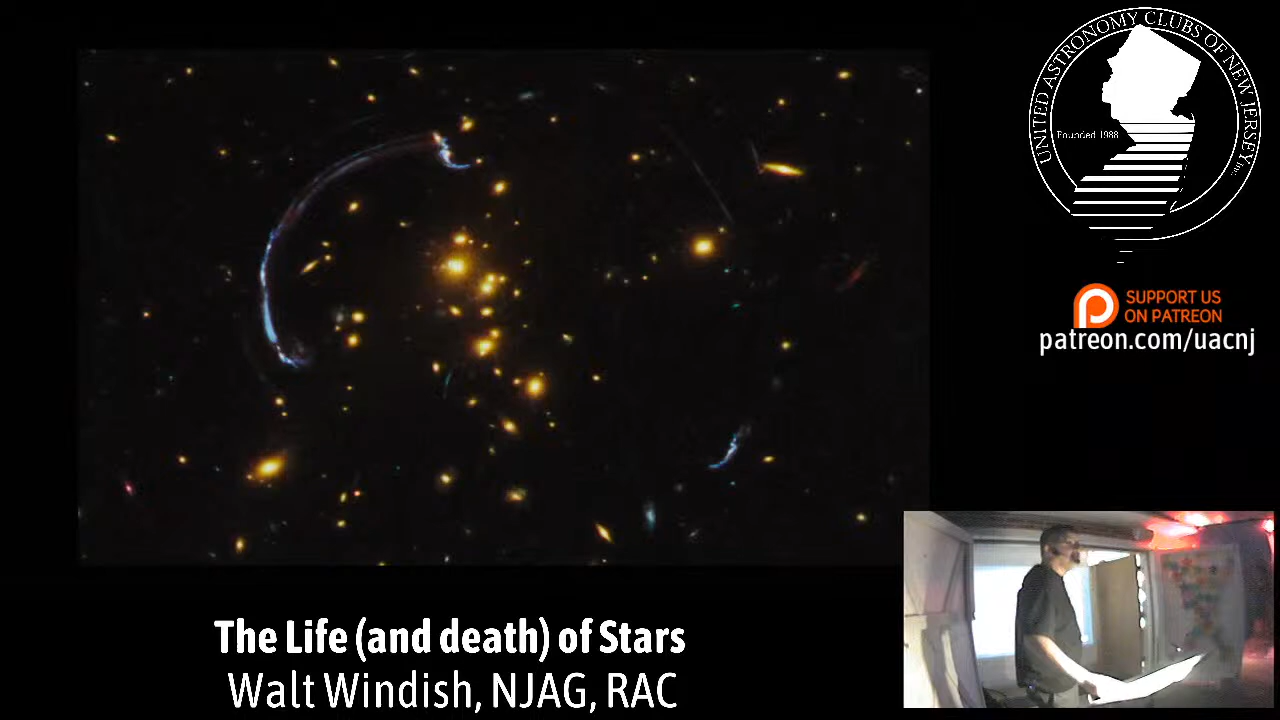 UNITED ASTRONOMY CLUBS OF NEW JERSEY, Inc.
Founded 1988
SUPPORT US
ON PATREON
patreon.com/uacnj
The Life (and death) of Stars
Walt Windish, NJAG, RAC